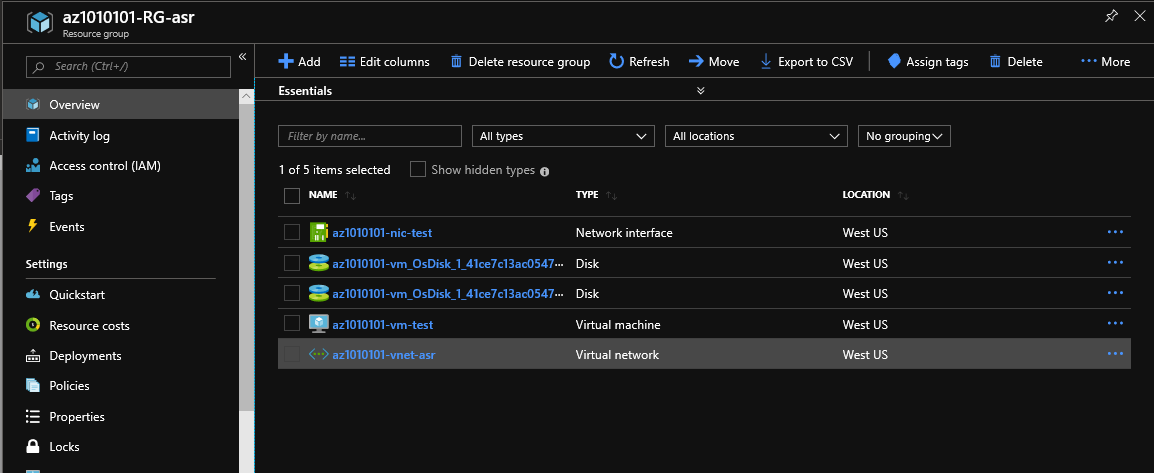 az1010101-RG-asr
Resource group
Search (Ctrl+/)
«
Overview
Activity log
Access control (IAM)
Tags
Events
Settings
Quickstart
Resource costs
Deployments
Policies
Properties
Locks
Add Edit columns Delete resource group Refresh Move Export to CSV Assign tags Delete ··· More
Essentials
Filter by name... All types All locations No grouping
1 of 5 items selected Show hidden types
NAME TYPE LOCATION
az1010101-nic-test Network interface West US ···
az1010101-vm_OsDisk_1_41ce7c13ac0547··· Disk West US ···
az1010101-vm_OsDisk_1_41ce7c13ac0547··· Disk West US ···
az1010101-vm-test Virtual machine West US ···
az1010101-vnet-asr Virtual network West US ···